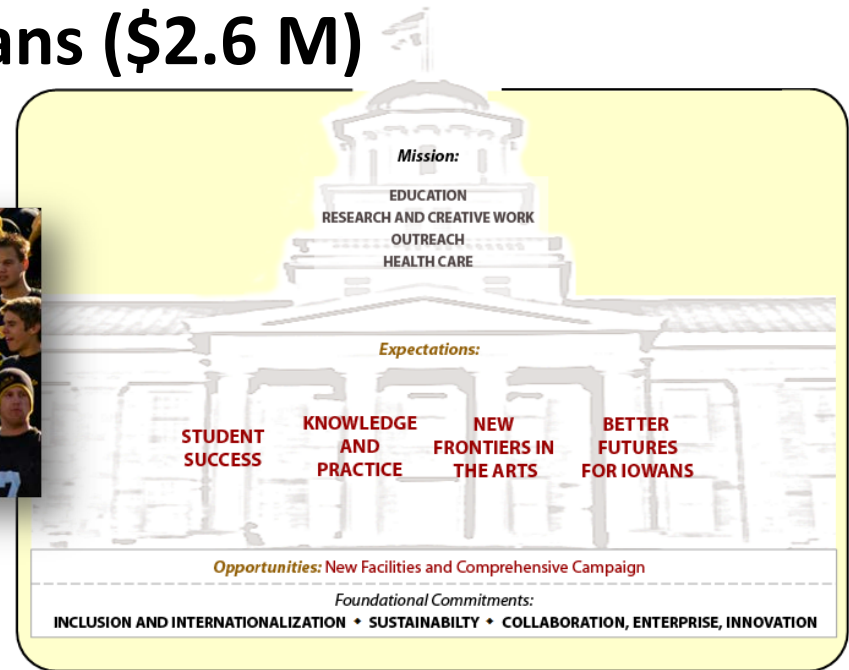 ans ($2.6 M)
Mission:
EDUCATION
RESEARCH AND CREATIVE WORK
OUTREACH
HEALTH CARE
Expectations:
STUDENT
SUCCESS
KNOWLEDGE
AND
PRACTICE
NEW
FRONTIERS IN
THE ARTS
BETTER
FUTURES
FOR IOWANS
Opportunities: New Facilities and Comprehensive Campaign
Foundational Commitments:
INCLUSION AND INTERNATIONALIZATION ◆ SUSTAINABILTY ◆ COLLABORATION, ENTERPRISE, INNOVATION